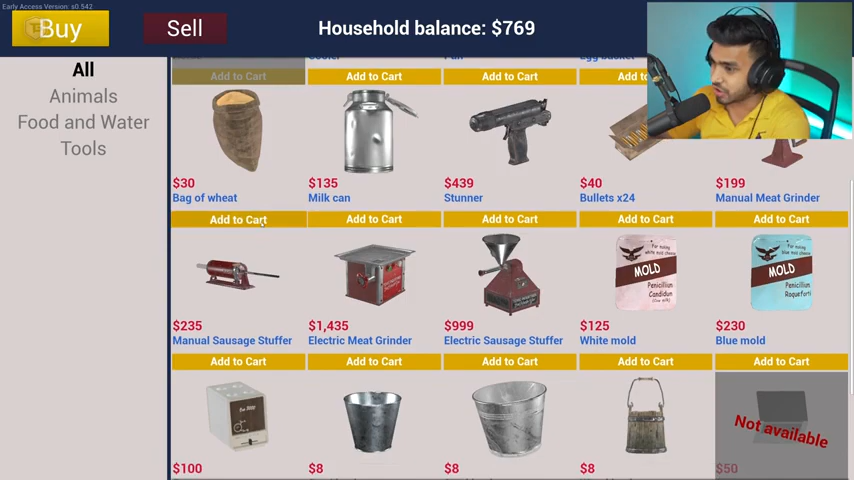 Early Access Version: s0.542
Buy
Sell
Household balance: $769
All
Animals
Food and Water
Tools
Add to Cart
Add to Cart
Add to Cart
$30
$135
$439
$40
$199
Bag of wheat
Milk can
Stunner
Bullets x24
Manual Meat Grinder
Add to Cart
Add to Cart
Add to Cart
Add to Cart
Add to Cart
MOLD
Penicillium
Candidum
MOLD
Penicillium
Roqueforti
$235
$1,435
$999
$125
$230
Manual Sausage Stuffer
Electric Meat Grinder
Electric Sausage Stuffer
White mold
Blue mold
Add to Cart
Add to Cart
Add to Cart
Add to Cart
Add to Cart
Not available
$100
$8
$8
$8
$50